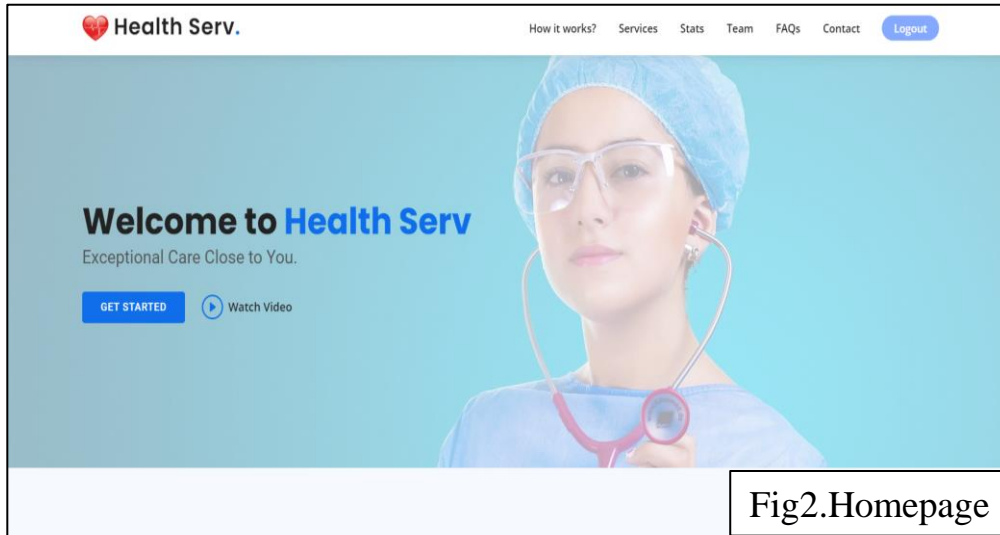 Health Serv.
How it works? Services Stats Team FAQs Contact Logout
Welcome to Health Serv
Exceptional Care Close to You.
GET STARTED Watch Video
Fig2.Homepage